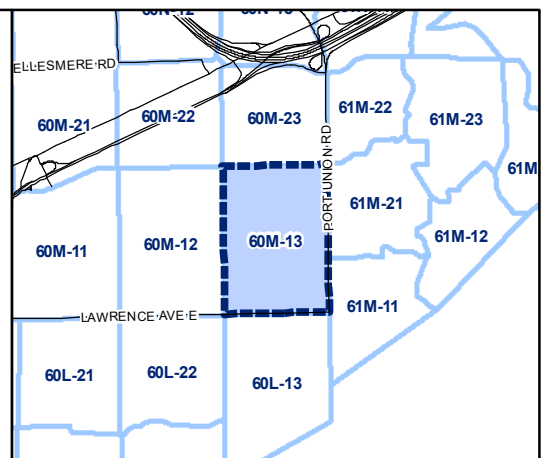 ELLESMERE RD
60M-21
60M-22
60M-23
61M-22
61M-23
61M
PORT UNION RD
60M-11
60M-12
60M-13
61M-21
61M-12
LAWRENCE AVE E
61M-11
60L-21
60L-22
60L-13